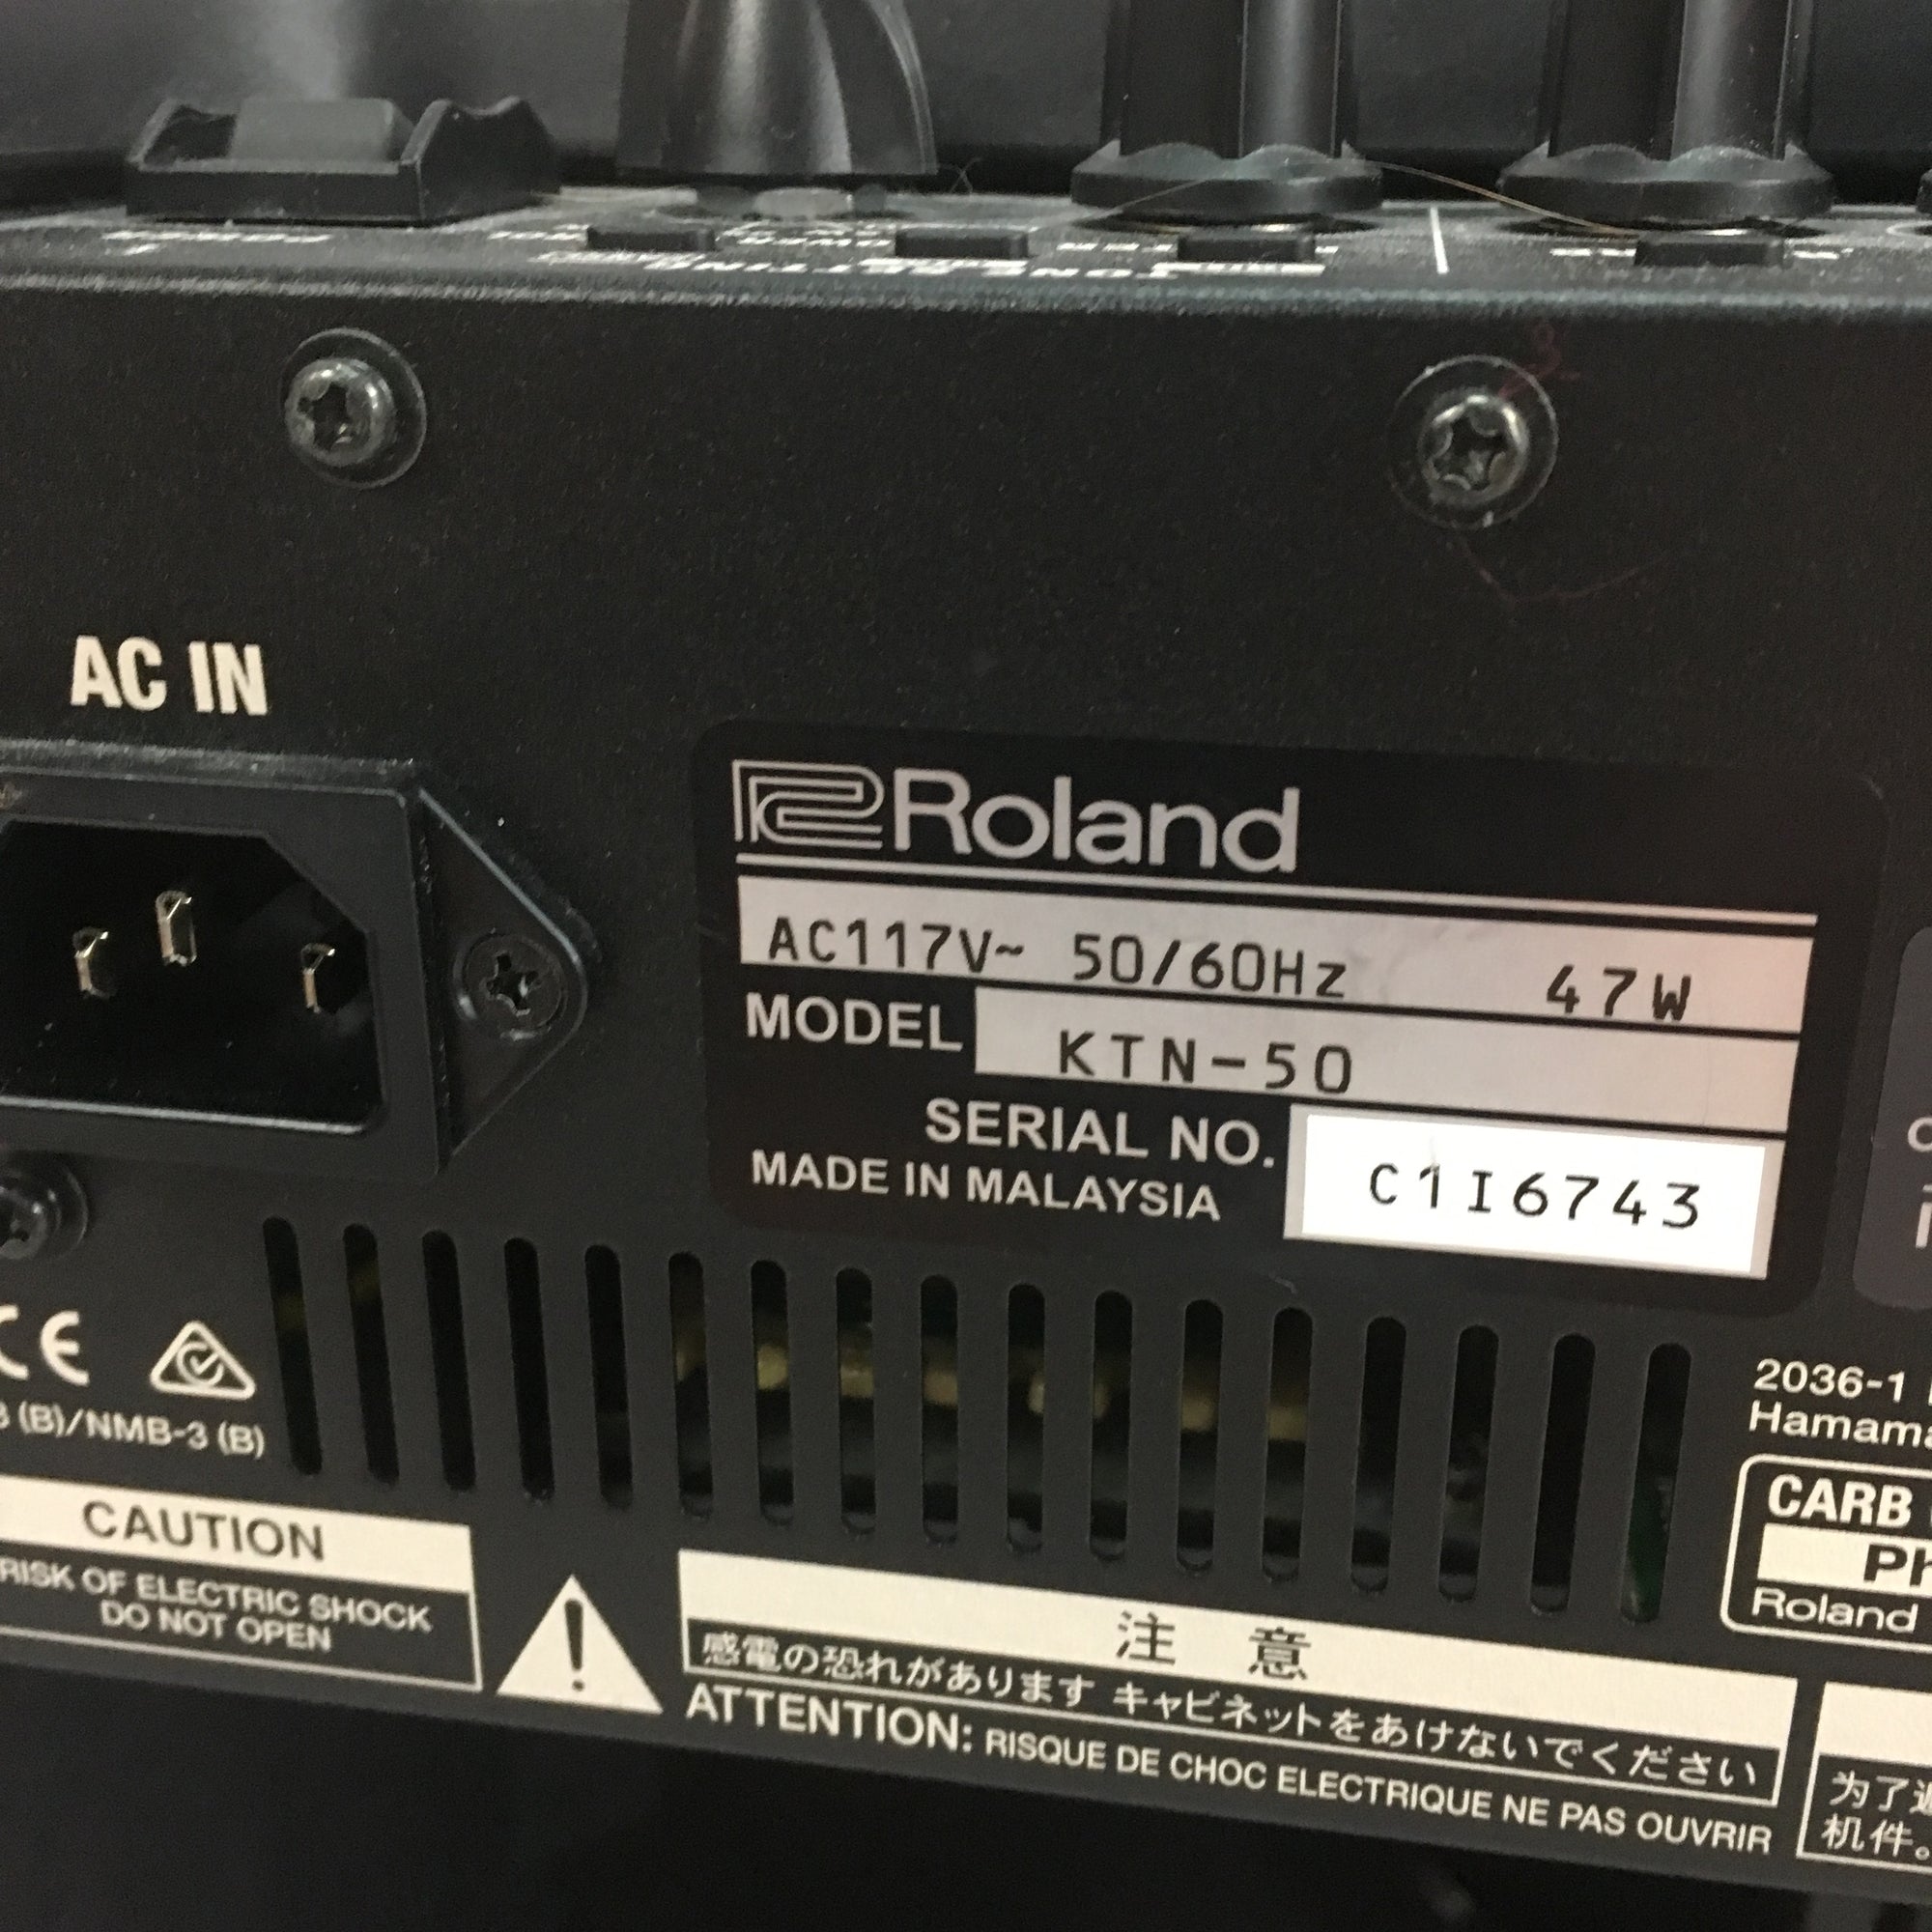 AC IN
Roland
AC117V~ 50/60Hz 47W
MODEL KTN-50
SERIAL NO. C1I6743
MADE IN MALAYSIA
CE
(B)/NMB-3 (B)
2036-1
CARB
Roland
CAUTION
RISK OF ELECTRIC SHOCK
DO NOT OPEN
注意
感電の恐れがあります キャビネットをあけないでください
ATTENTION: RISQUE DE CHOC ELECTRIQUE NE PAS OUVRIR
为了
机件。